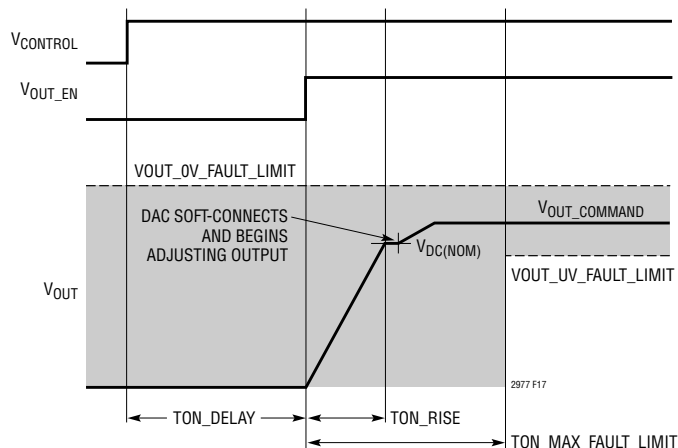 VCONTROL
VOUT_EN
VOUT_0V_FAULT_LIMIT
DAC SOFT-CONNECTS
AND BEGINS
ADJUSTING OUTPUT
VOUT_COMMAND
VDC(NOM)
VOUT_UV_FAULT_LIMIT
VOUT
2977 F17
TON_DELAY
TON_RISE
TON_MAX_FAULT_LIMIT